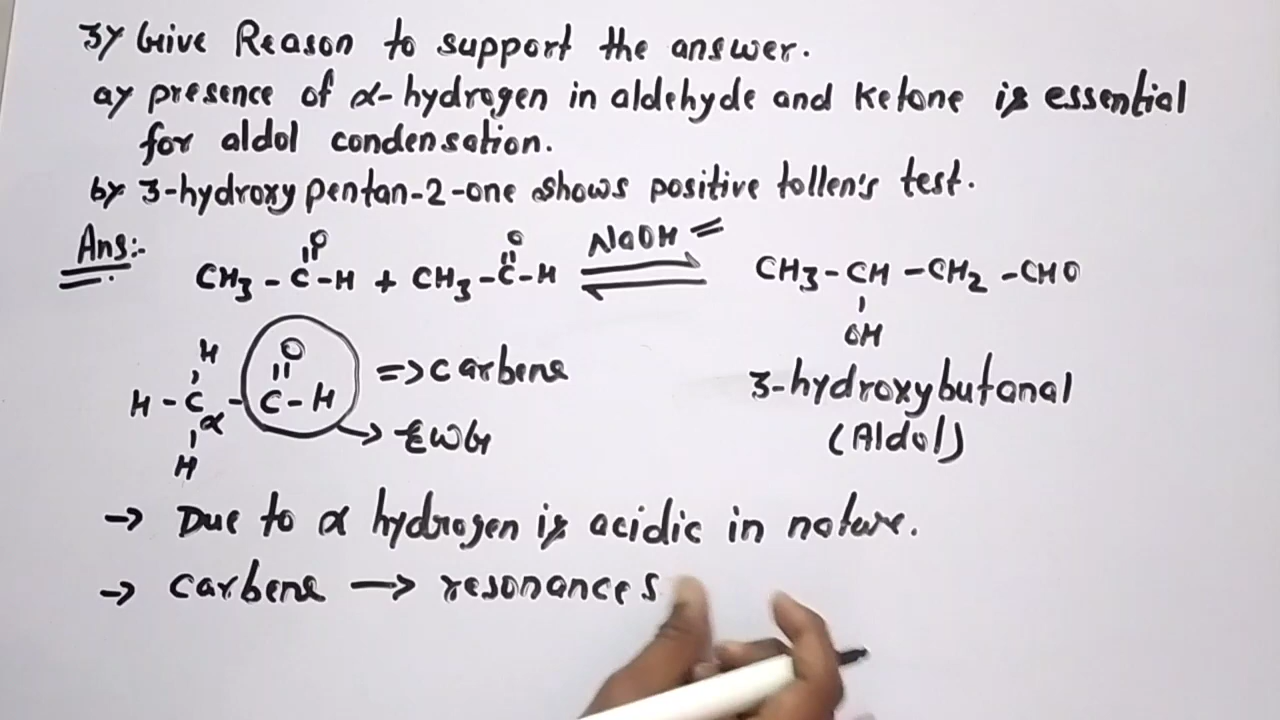 3) Give Reason to support the answer.
a) presence of α-hydrogen in aldehyde and Ketone is essential
for aldol condensation.
b) 3-hydroxy pentan-2-one shows positive tollen's test.
Ans:-
O O NaOH
CH3 - C - H + CH3 - C - H ⇌ CH3 - CH - CH2 - CHO
OH
H O
H - C - C - H => carbene
α
H
→ EWG
3-hydroxybutanal
(Aldol)
→ Due to α hydrogen is acidic in nature.
→ carbene → resonances